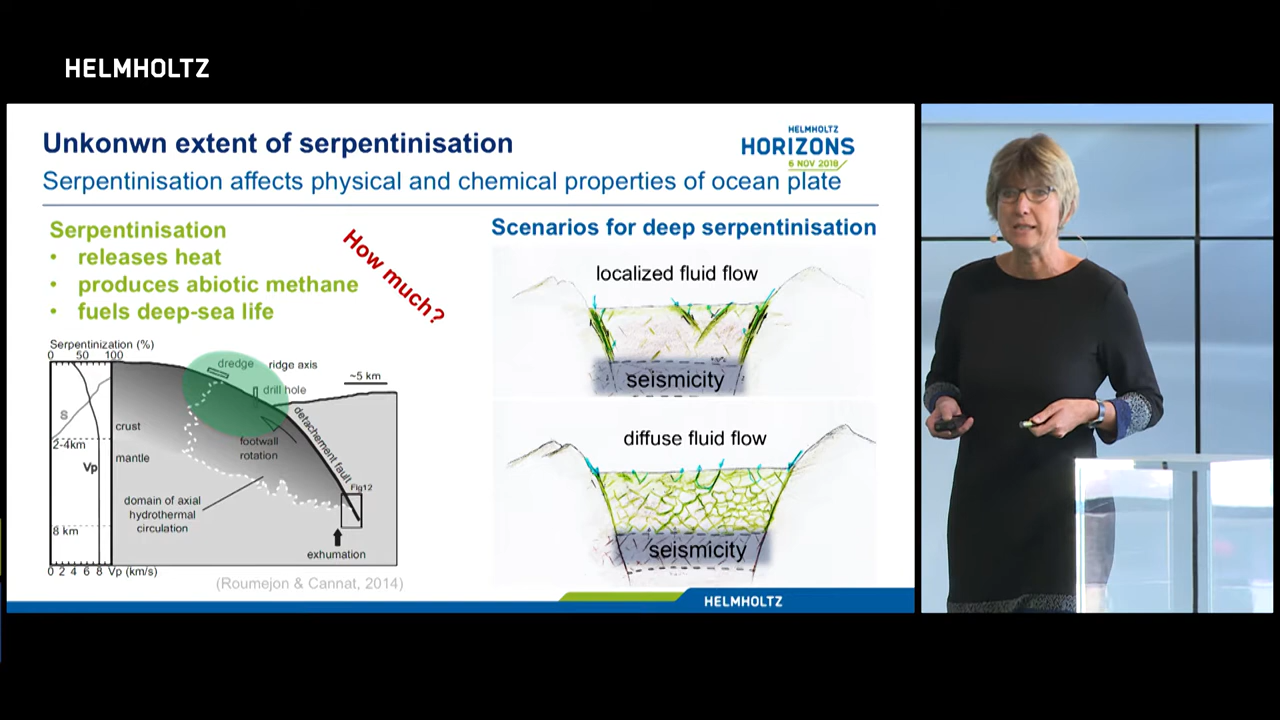 HELMHOLTZ
Unkonwn extent of serpentinisation
HELMHOLTZ
HORIZONS
6 NOV 2018
Serpentinisation affects physical and chemical properties of ocean plate
Serpentinisation
• releases heat
• produces abiotic methane
• fuels deep-sea life
How much?
Serpentinization (%)
0 50 100
dredge
ridge axis
~5 km
drill hole
S
crust
2-4km
mantle
Vp
footwall
rotation
detachement fault
Fig12
domain of axial
hydrothermal
circulation
8 km
exhumation
0 2 4 6 8 Vp (km/s)
(Roumejon & Cannat, 2014)
Scenarios for deep serpentinisation
localized fluid flow
seismicity
diffuse fluid flow
seismicity
HELMHOLTZ